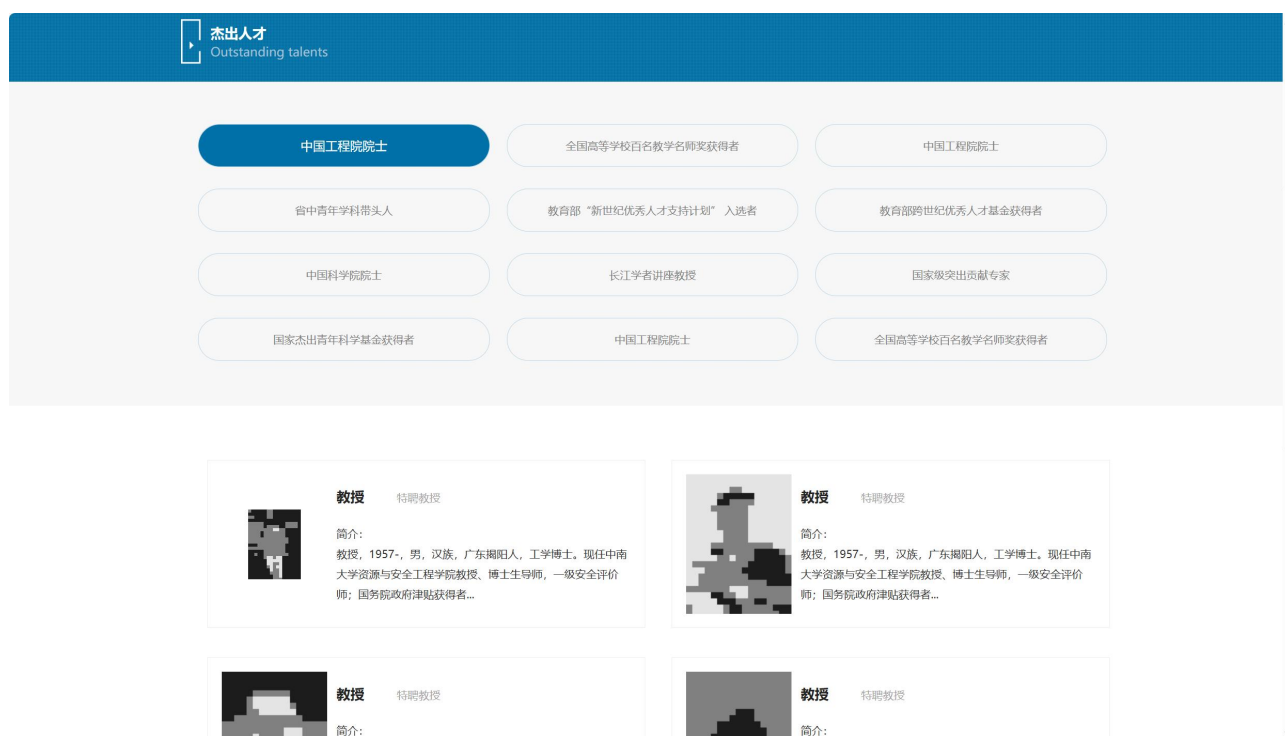 杰出人才
Outstanding talents
中国工程院院士
全国高等学校百名教学名师奖获得者
中国工程院院士
省中青年学科带头人
教育部“新世纪优秀人才支持计划” 入选者
教育部跨世纪优秀人才基金获得者
中国科学院院士
长江学者讲座教授
国家级突出贡献专家
国家杰出青年科学基金获得者
中国工程院院士
全国高等学校百名教学名师奖获得者
教授 特聘教授
简介：
教授，1957-，男，汉族，广东揭阳人，工学博士。现任中南
大学资源与安全工程学院教授、博士生导师，一级安全评价
师；国务院政府津贴获得者...
教授 特聘教授
简介：
教授，1957-，男，汉族，广东揭阳人，工学博士。现任中南
大学资源与安全工程学院教授、博士生导师，一级安全评价
师；国务院政府津贴获得者...
教授 特聘教授
简介：
教授 特聘教授
简介：